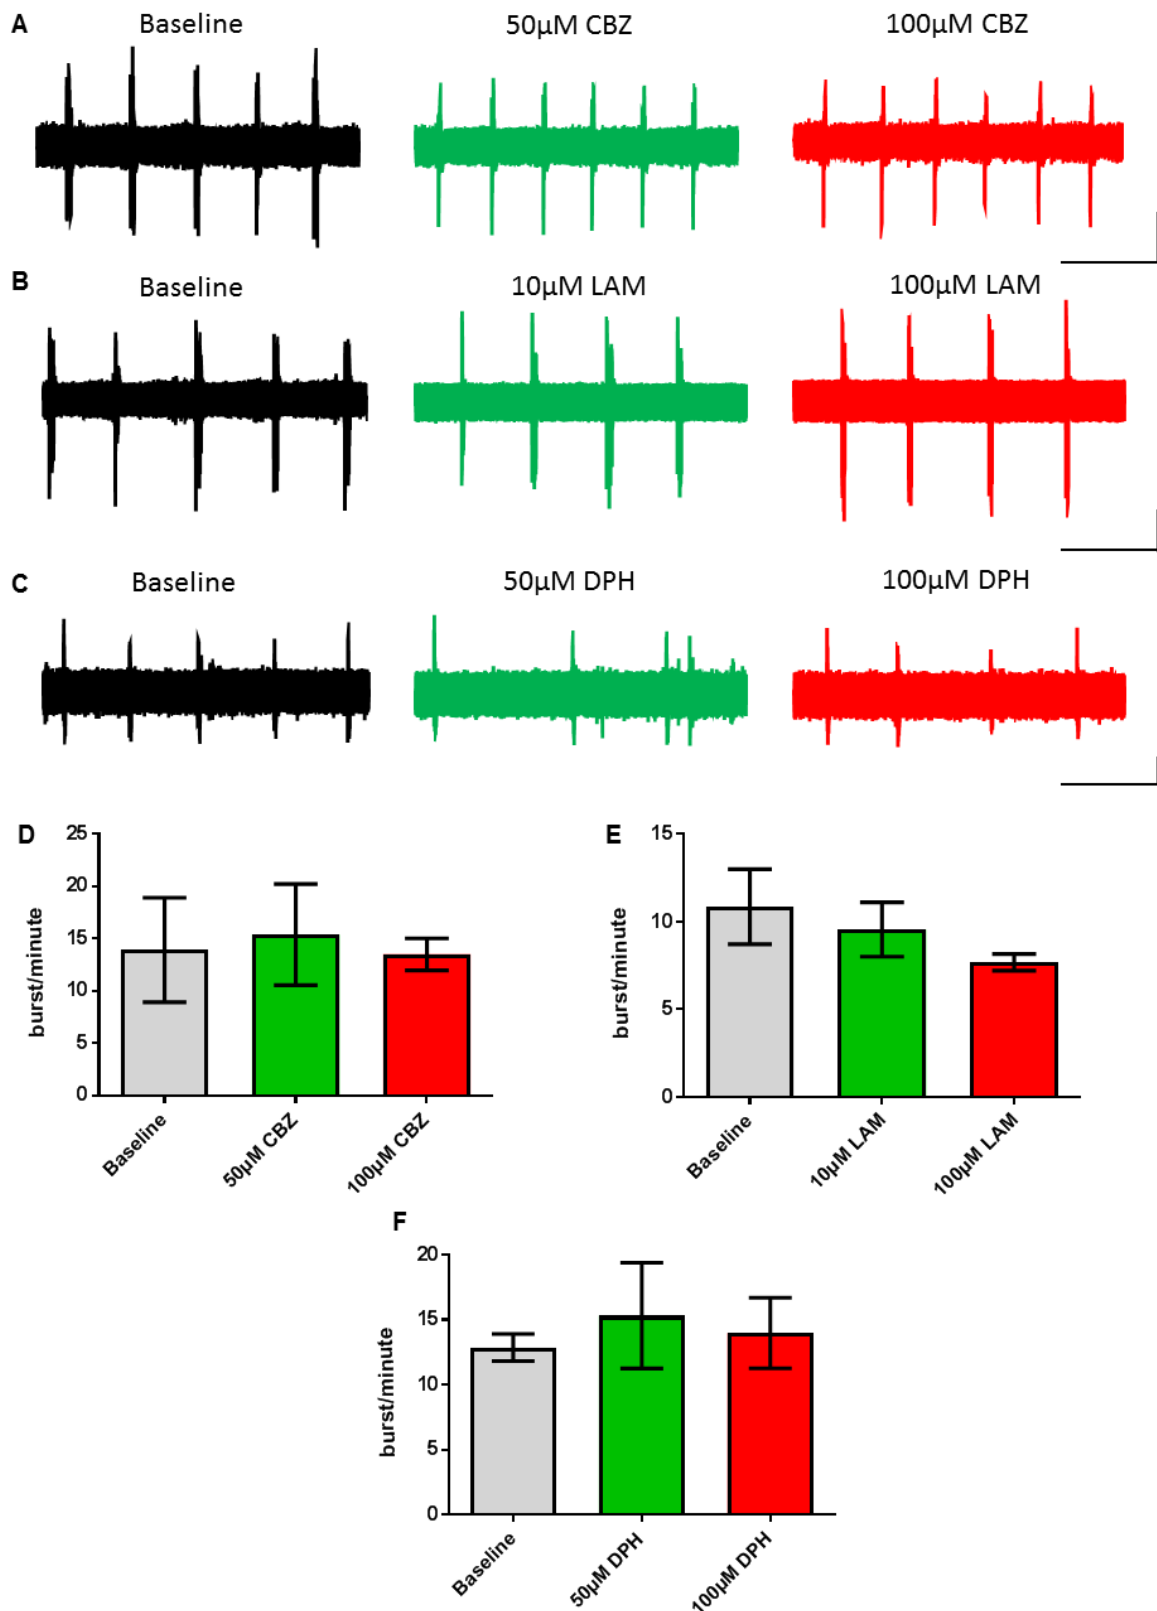 A
Baseline
50µM CBZ
100µM CBZ
B
Baseline
10µM LAM
100µM LAM
C
Baseline
50µM DPH
100µM DPH
D
25
20
15
10
5
0
burst/minute
Baseline
50µM CBZ
100µM CBZ
E
15
10
5
0
burst/minute
Baseline
10µM LAM
100µM LAM
F
20
15
10
5
0
burst/minute
Baseline
50µM DPH
100µM DPH